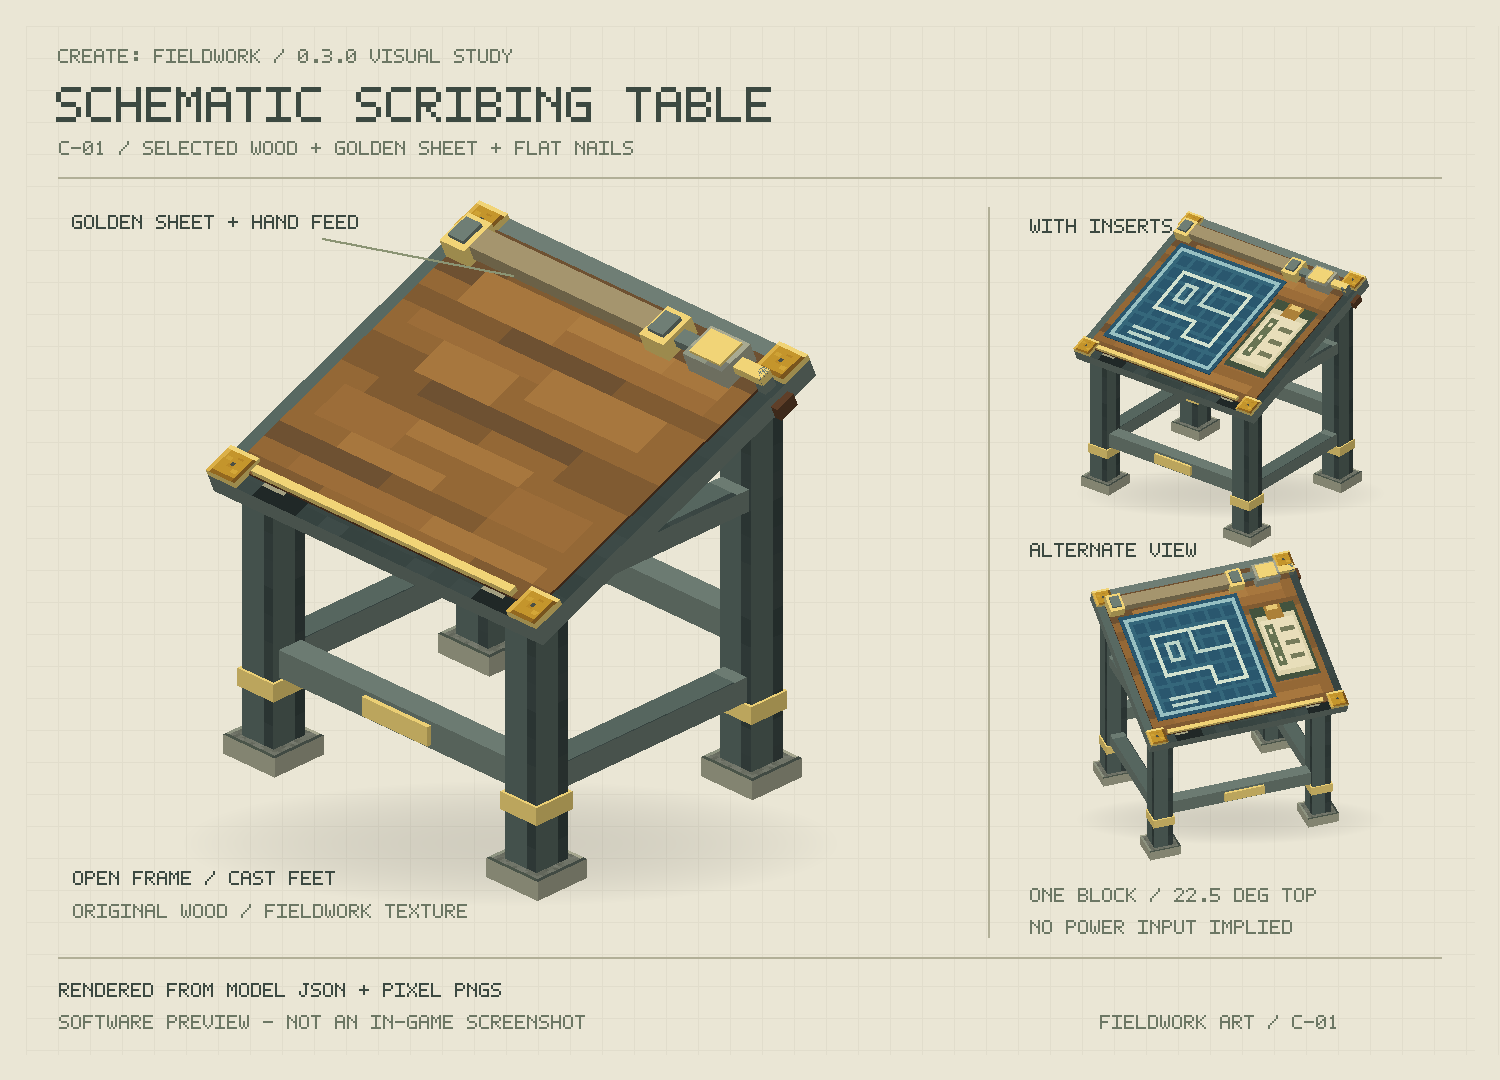 CREATE: FIELDWORK / 0.3.0 VISUAL STUDY
SCHEMATIC SCRIBING TABLE
C-01 / SELECTED WOOD + GOLDEN SHEET + FLAT NAILS
GOLDEN SHEET + HAND FEED
WITH INSERTS
ALTERNATE VIEW
OPEN FRAME / CAST FEET
ORIGINAL WOOD / FIELDWORK TEXTURE
ONE BLOCK / 22.5 DEG TOP
NO POWER INPUT IMPLIED
RENDERED FROM MODEL JSON + PIXEL PNGS
SOFTWARE PREVIEW - NOT AN IN-GAME SCREENSHOT
FIELDWORK ART / C-01